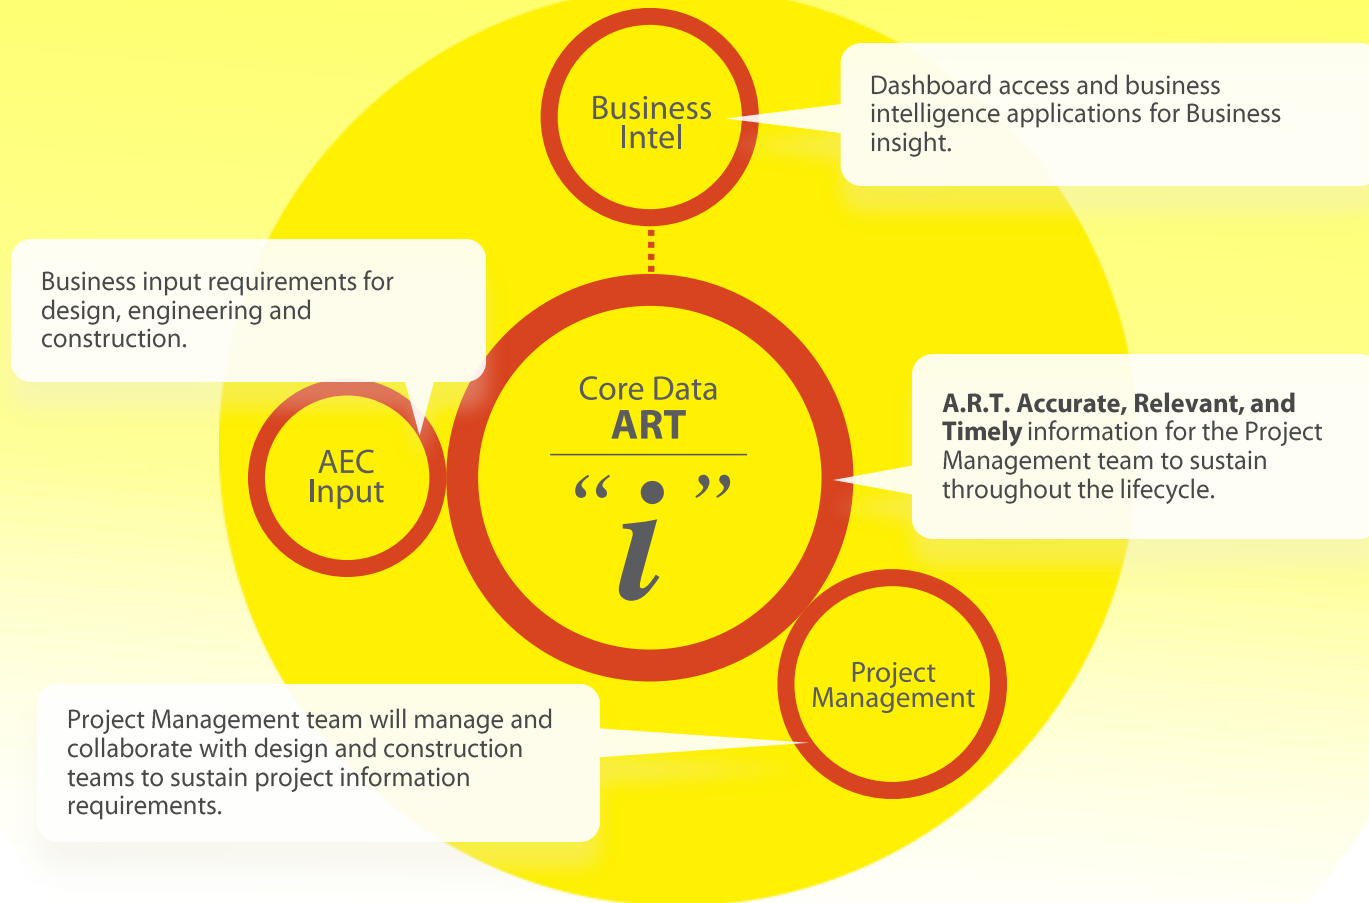 Business
Intel
Dashboard access and business
intelligence applications for Business
insight.
Business input requirements for
design, engineering and
construction.
Core Data
ART
“i”
A.R.T. Accurate, Relevant, and
Timely information for the Project
Management team to sustain
throughout the lifecycle.
AEC
Input
Project
Management
Project Management team will manage and
collaborate with design and construction
teams to sustain project information
requirements.